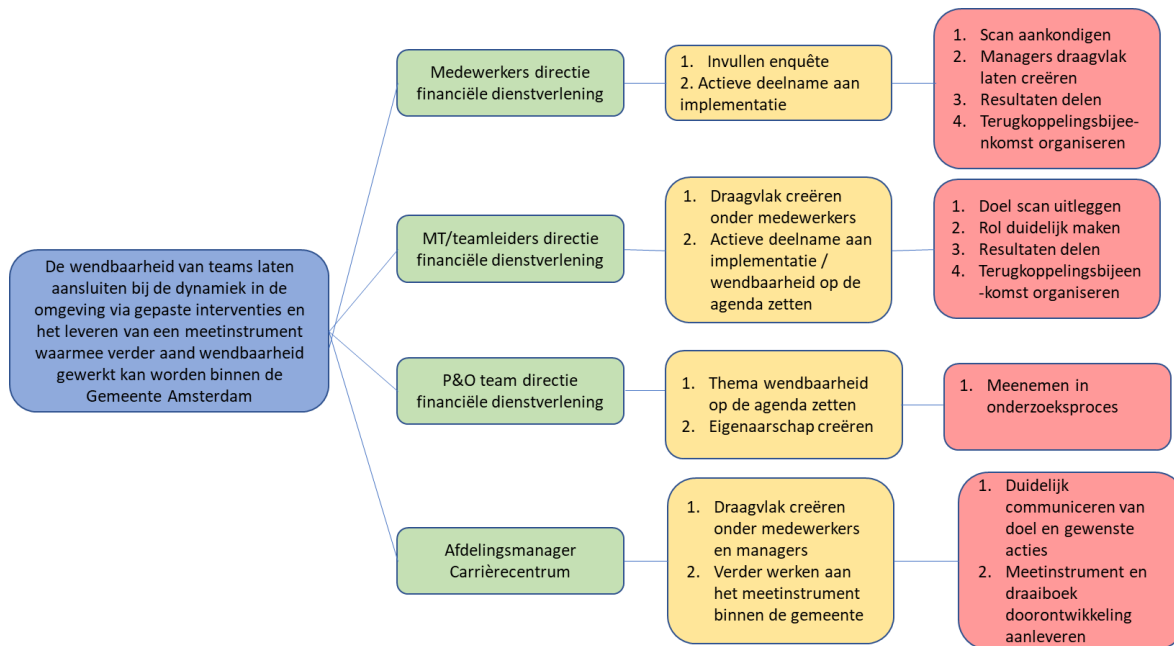 De wendbaarheid van teams laten
aansluiten bij de dynamiek in de
omgeving via gepaste interventies en
het leveren van een meetinstrument
waarmee verder aand wendbaarheid
gewerkt kan worden binnen de
Gemeente Amsterdam
Medewerkers directie
financiële dienstverlening
1. Invullen enquête
2. Actieve deelname aan
implementatie
1. Scan aankondigen
2. Managers draagvlak
laten creëren
3. Resultaten delen
4. Terugkoppelingsbijee-
nkomst organiseren
MT/teamleiders directie
financiële dienstverlening
1. Draagvlak creëren
onder medewerkers
2. Actieve deelname aan
implementatie /
wendbaarheid op de
agenda zetten
1. Doel scan uitleggen
2. Rol duidelijk maken
3. Resultaten delen
4. Terugkoppelingsbijeen
-komst organiseren
P&O team directie
financiële dienstverlening
1. Thema wendbaarheid
op de agenda zetten
2. Eigenaarschap creëren
1. Meenemen in
onderzoeksproces
Afdelingsmanager
Carrièrecentrum
1. Draagvlak creëren
onder medewerkers
en managers
2. Verder werken aan
het meetinstrument
binnen de gemeente
1. Duidelijk
communiceren van
doel en gewenste
acties
2. Meetinstrument en
draaiboek
doorontwikkeling
aanleveren